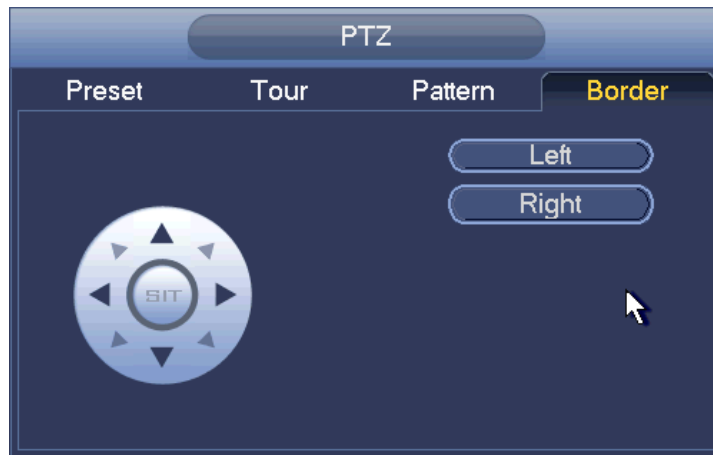 PTZ
Preset Tour Pattern Border
Left
Right
SIT